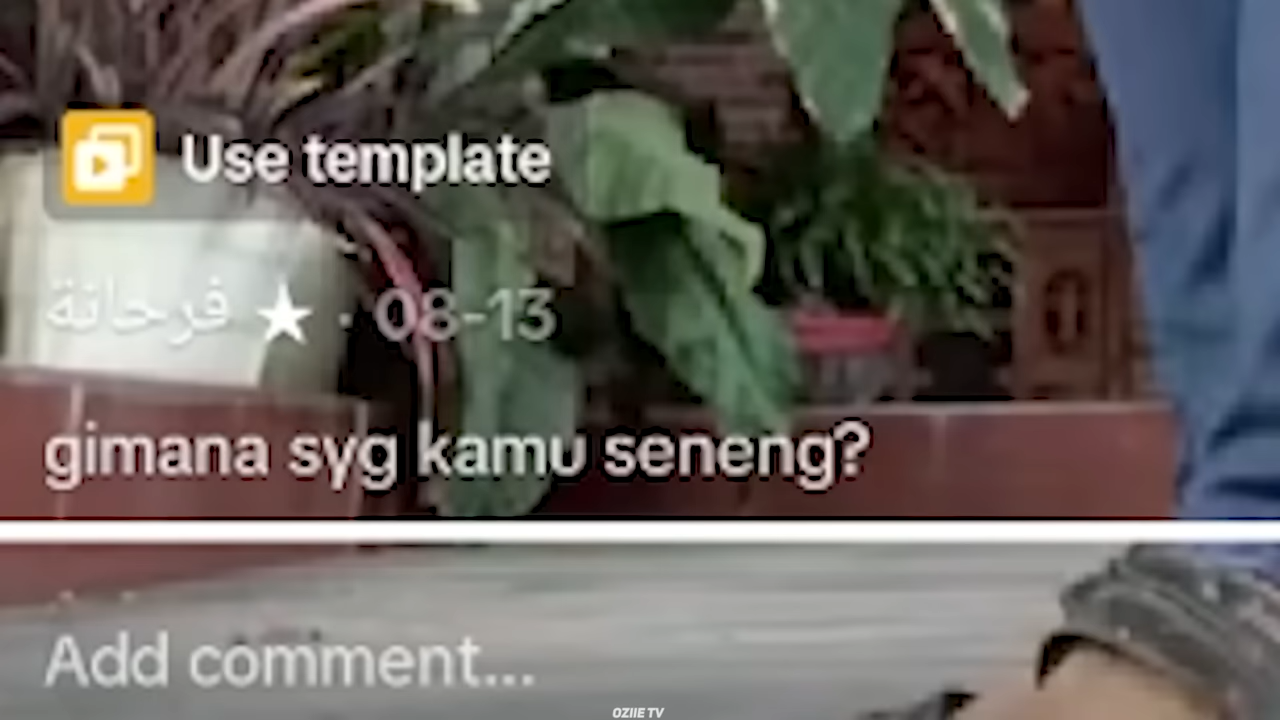 Use template
فرحانة ★ · 08-13
gimana syg kamu seneng?
Add comment...
OZIIE TV